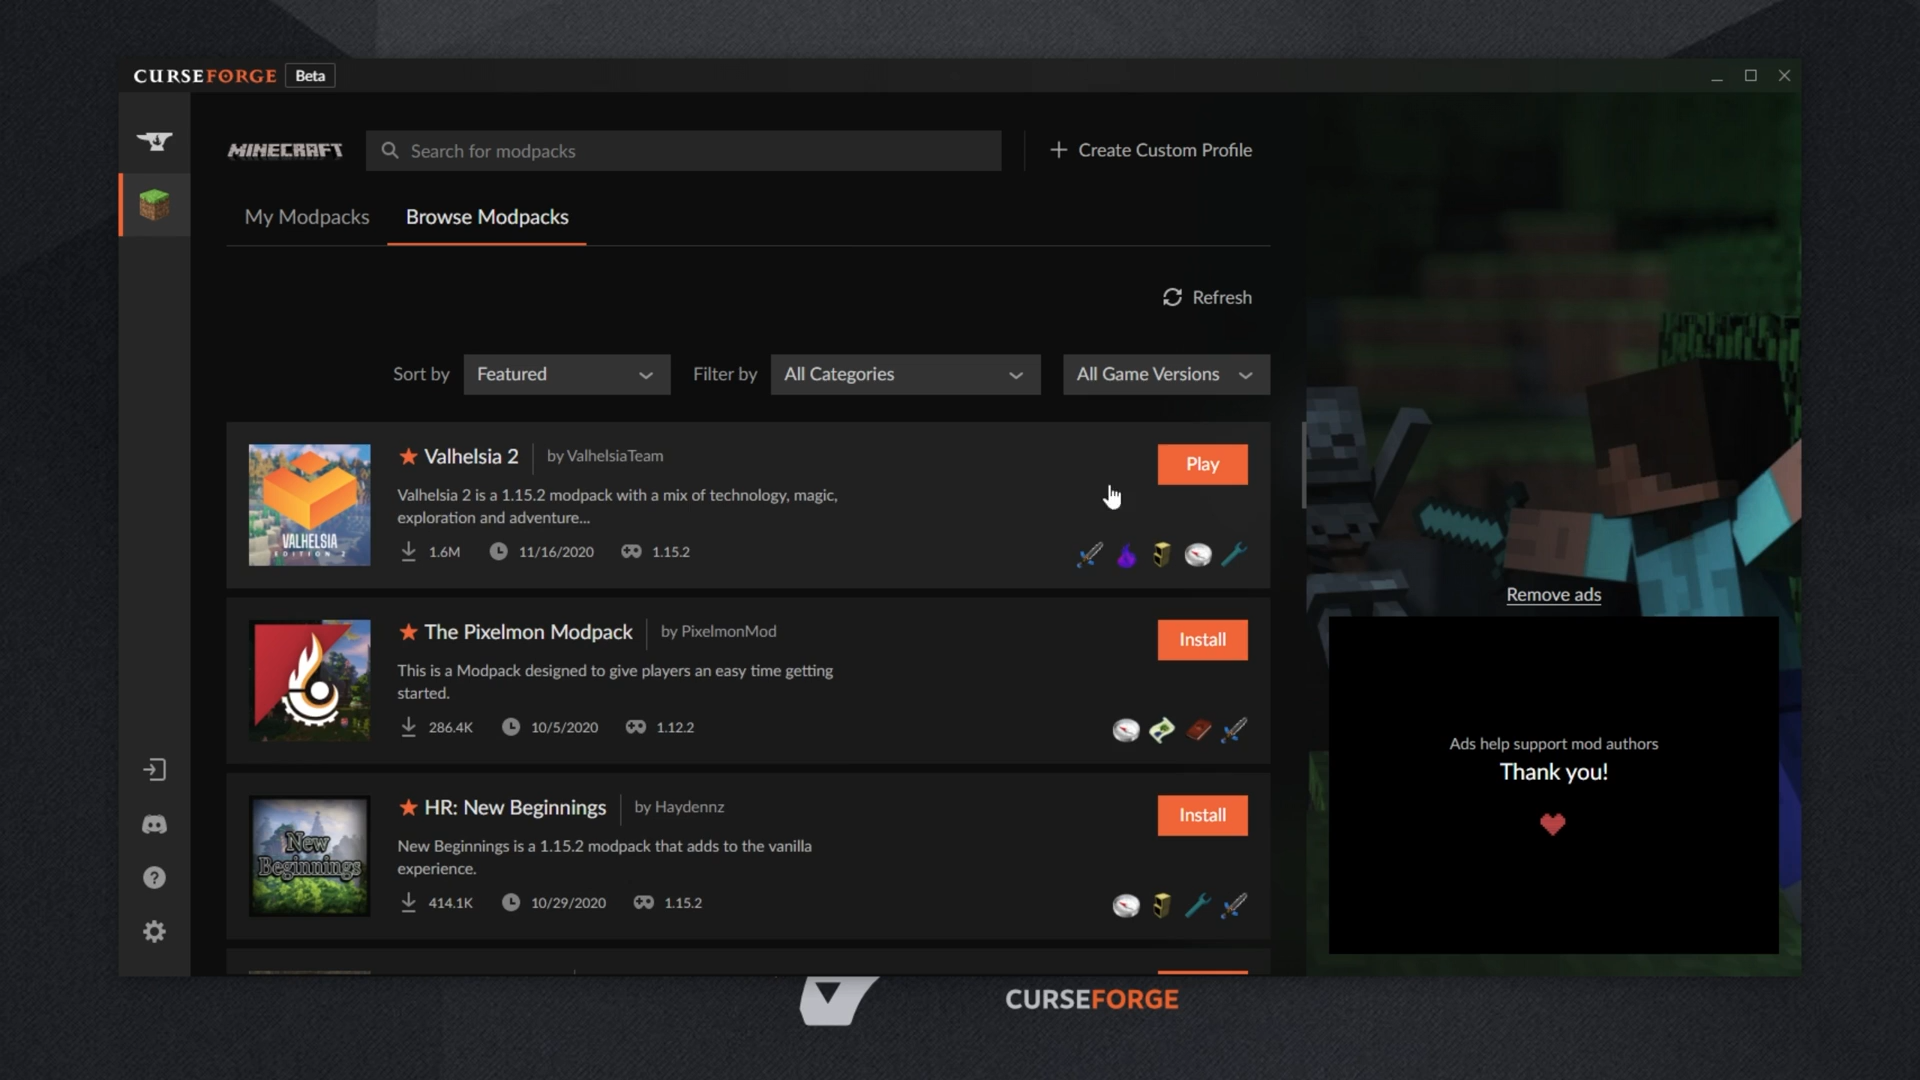 CURSEFORGE Beta
MINECRAFT
Search for modpacks
Create Custom Profile
My Modpacks
Browse Modpacks
Refresh
Sort by
Featured
Filter by
All Categories
All Game Versions
VALHELSIA
EDITION 2
Valhelsia 2
by ValhelsiaTeam
Play
Valhelsia 2 is a 1.15.2 modpack with a mix of technology, magic,
exploration and adventure...
1.6M
11/16/2020
1.15.2
The Pixelmon Modpack
by PixelmonMod
Install
This is a Modpack designed to give players an easy time getting
started.
286.4K
10/5/2020
1.12.2
New
Beginnings
HR: New Beginnings
by Haydennz
Install
New Beginnings is a 1.15.2 modpack that adds to the vanilla
experience.
414.1K
10/29/2020
1.15.2
Remove ads
Ads help support mod authors
Thank you!
?
CURSEFORGE